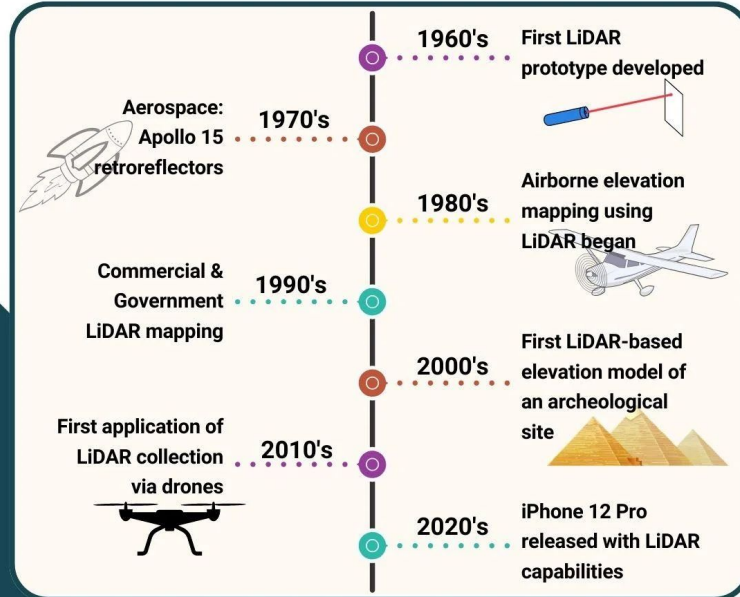 1960's
First LiDAR
prototype developed
1970's
Aerospace:
Apollo 15
retroreflectors
1980's
Airborne elevation
mapping using
LiDAR began
1990's
Commercial &
Government
LiDAR mapping
2000's
First LiDAR-based
elevation model of
an archeological
site
2010's
First application of
LiDAR collection
via drones
2020's
iPhone 12 Pro
released with LiDAR
capabilities